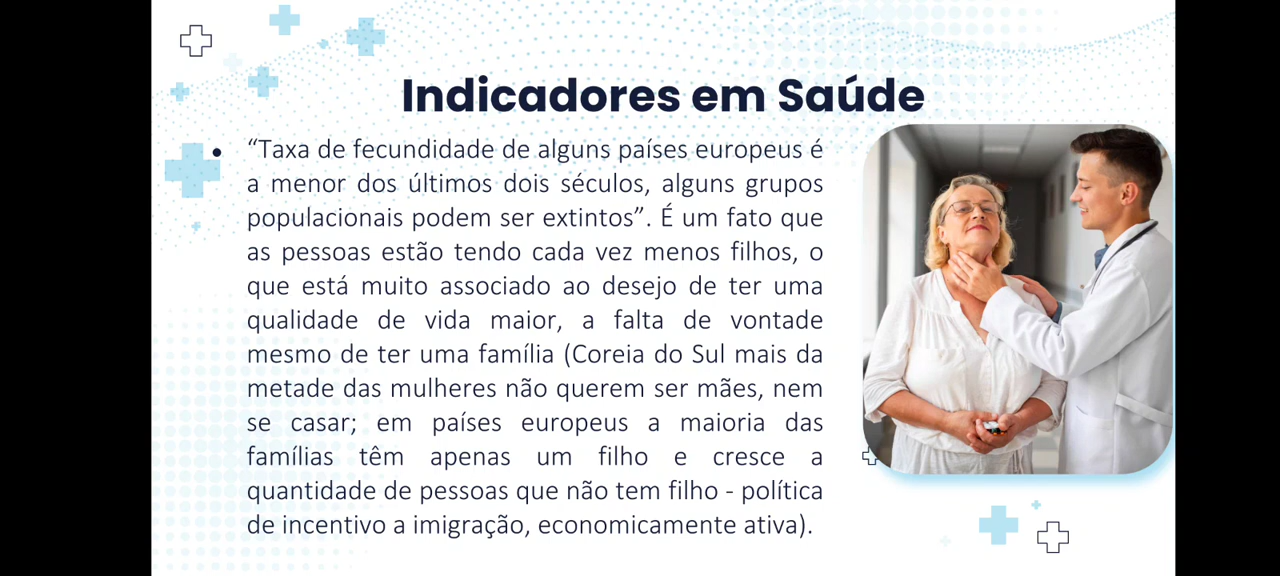 Indicadores em Saúde
• “Taxa de fecundidade de alguns países europeus é
a menor dos últimos dois séculos, alguns grupos
populacionais podem ser extintos”. É um fato que
as pessoas estão tendo cada vez menos filhos, o
que está muito associado ao desejo de ter uma
qualidade de vida maior, a falta de vontade
mesmo de ter uma família (Coreia do Sul mais da
metade das mulheres não querem ser mães, nem
se casar; em países europeus a maioria das
famílias têm apenas um filho e cresce a
quantidade de pessoas que não tem filho - política
de incentivo a imigração, economicamente ativa).